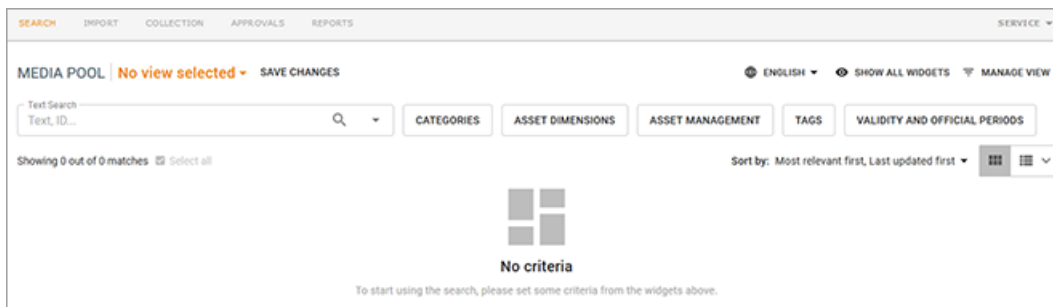 SEARCH IMPORT COLLECTION APPROVALS REPORTS SERVICE
MEDIA POOL No view selected SAVE CHANGES ENGLISH SHOW ALL WIDGETS MANAGE VIEW
Text Search
Text, ID... CATEGORIES ASSET DIMENSIONS ASSET MANAGEMENT TAGS VALIDITY AND OFFICIAL PERIODS
Showing 0 out of 0 matches Select all Sort by: Most relevant first, Last updated first
No criteria
To start using the search, please set some criteria from the widgets above.